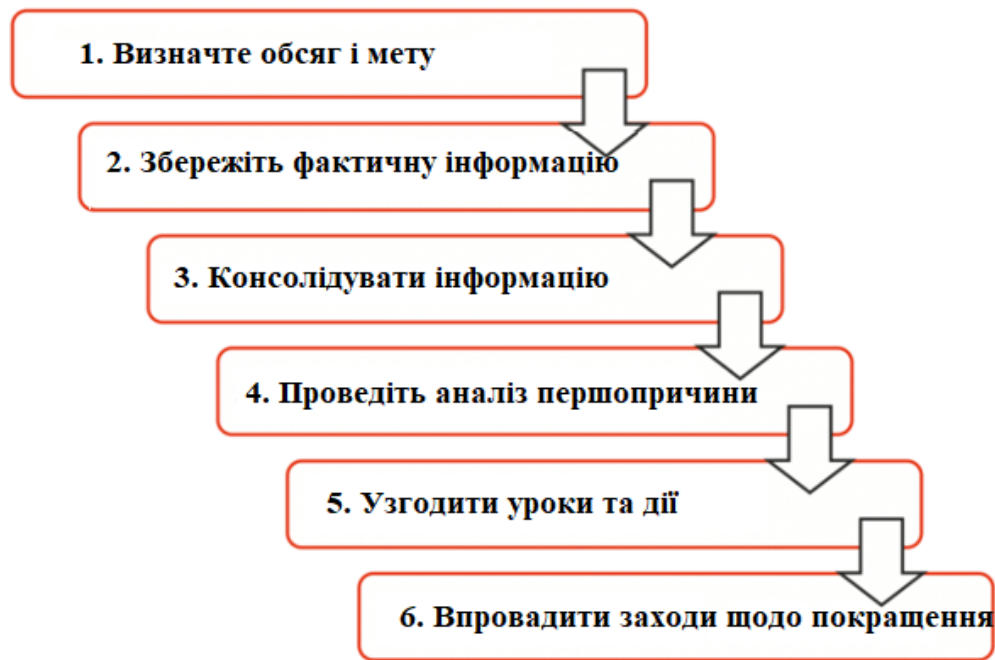 1. Визначте обсяг і мету
2. Збережіть фактичну інформацію
3. Консолідувати інформацію
4. Проведіть аналіз першопричини
5. Узгодити уроки та дії
6. Впровадити заходи щодо покращення